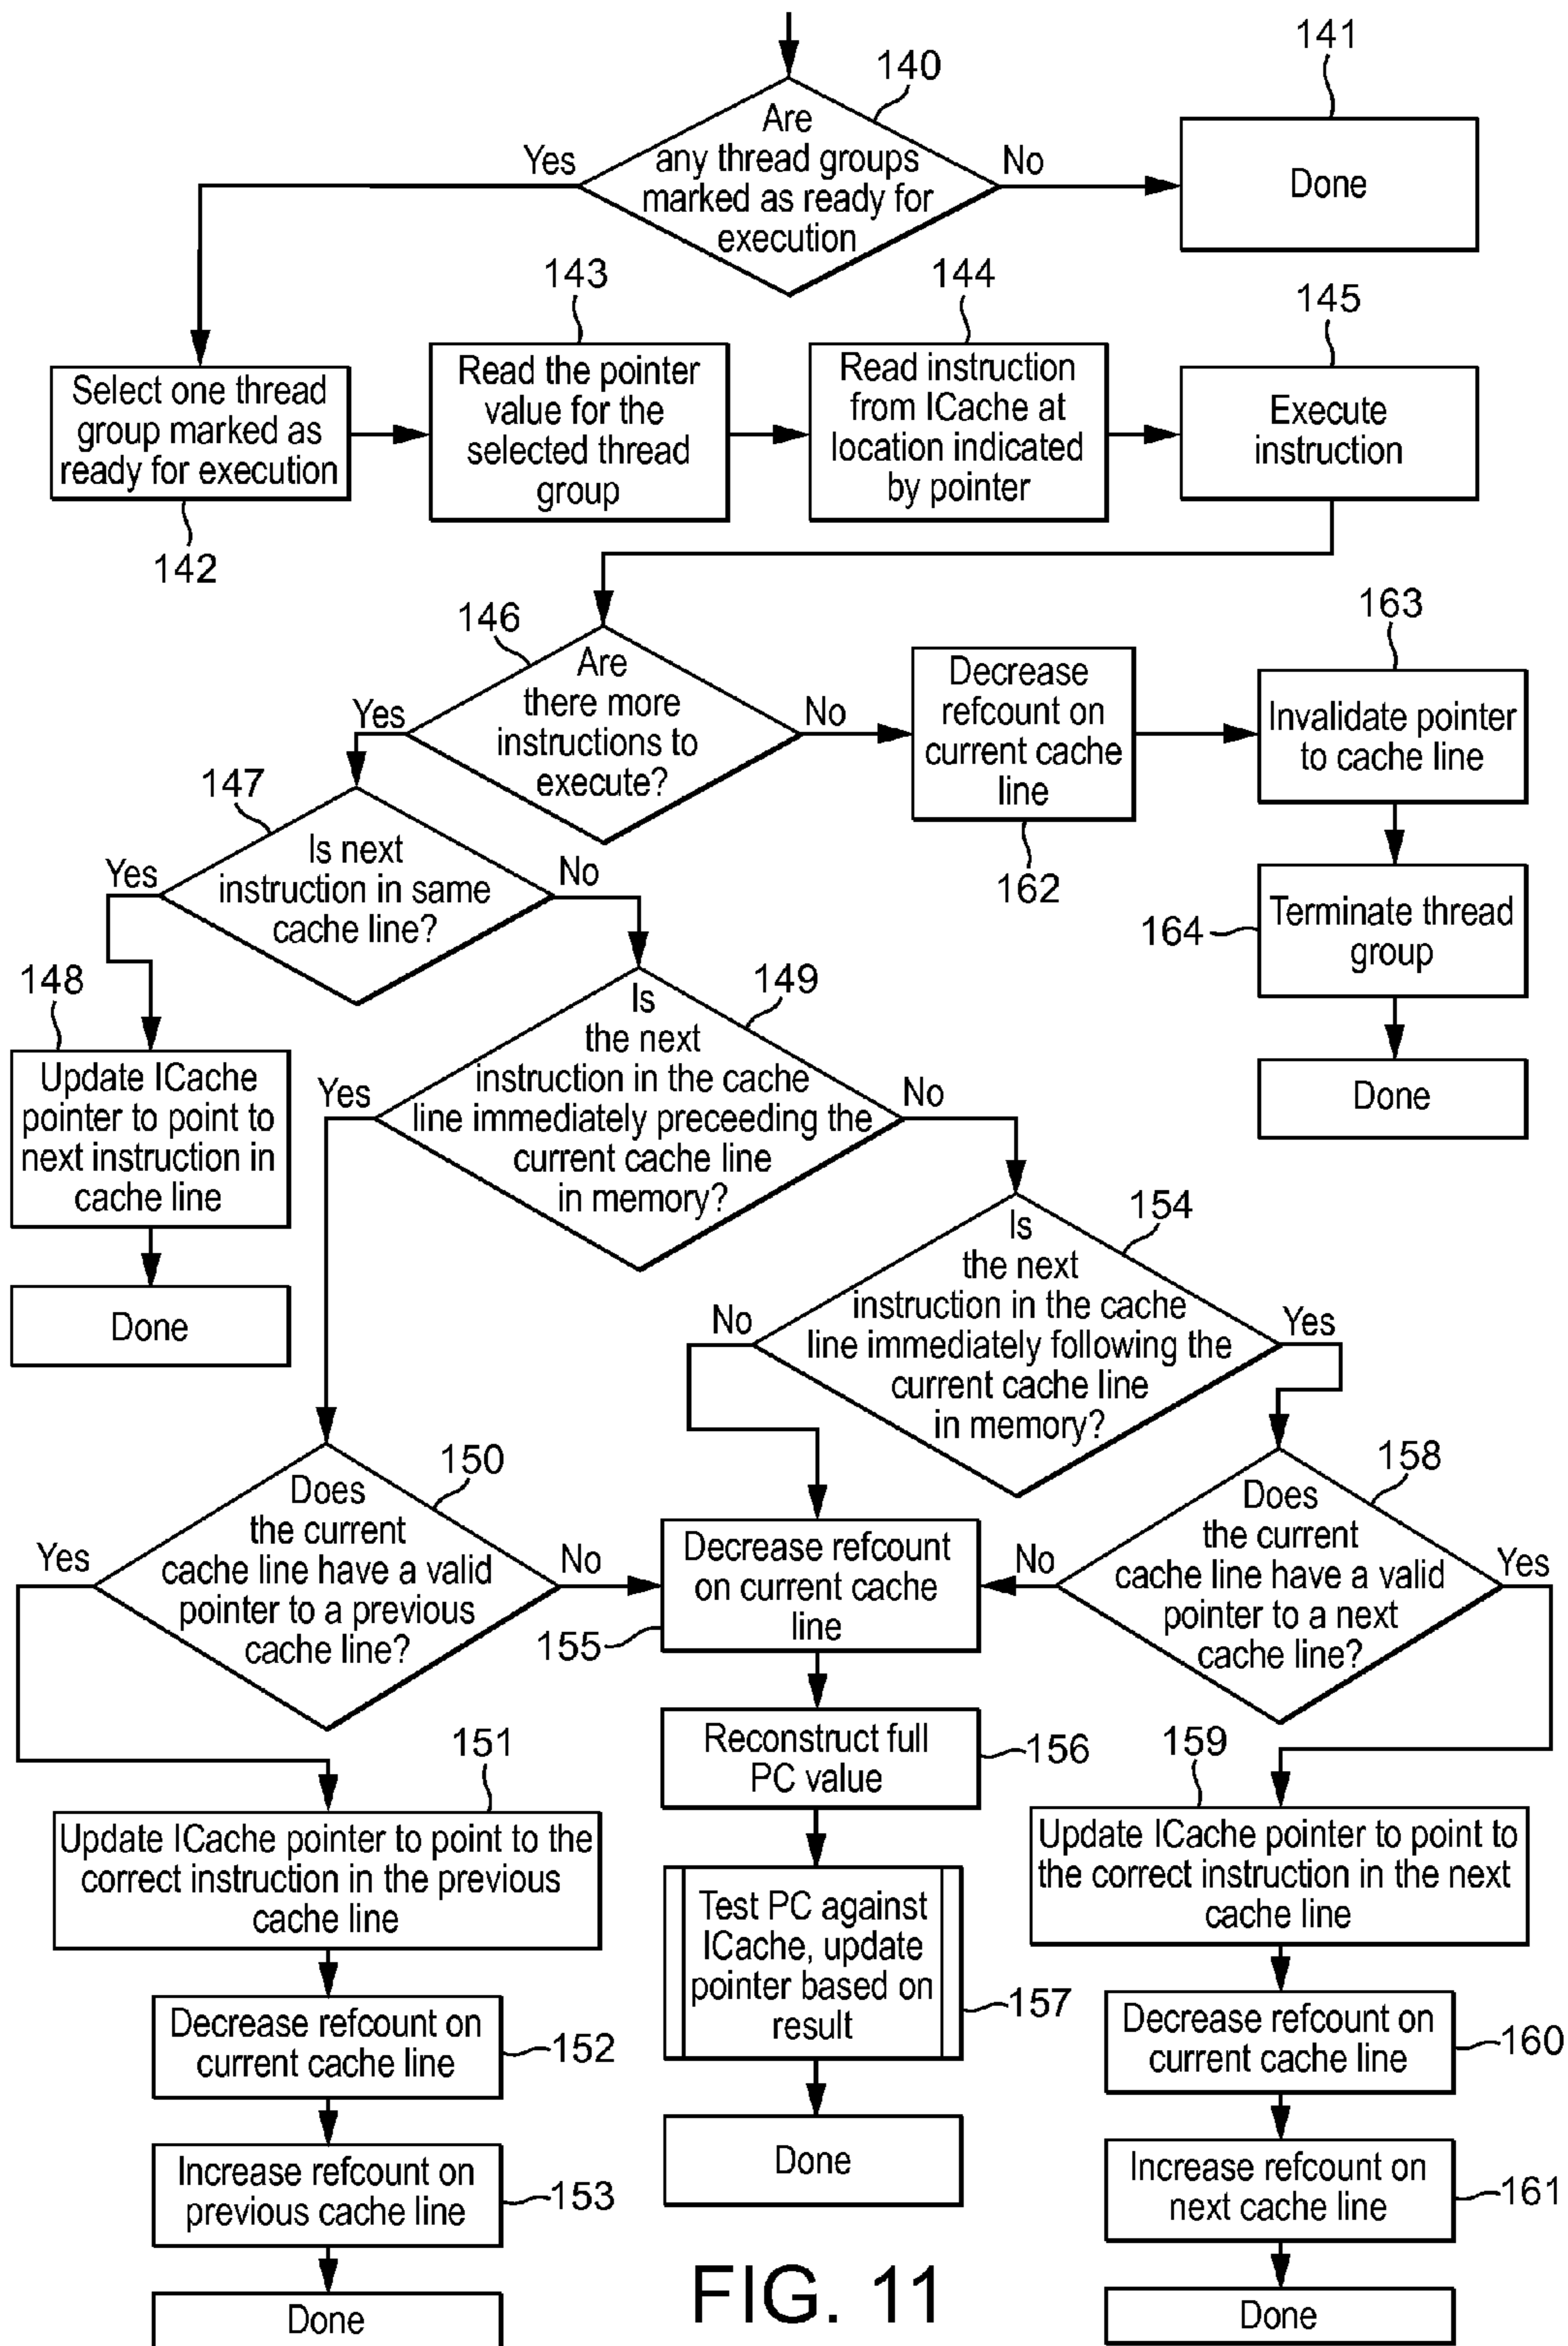 140
Are
any thread groups
marked as ready for
execution
Yes
No
141
Done
142
Select one thread
group marked as
ready for execution
143
Read the pointer
value for the
selected thread
group
144
Read instruction
from ICache at
location indicated
by pointer
145
Execute
instruction
146
Are
there more
instructions to
execute?
Yes
No
Decrease
refcount on
current cache
line
162
163
Invalidate pointer
to cache line
164
Terminate thread
group
Done
147
Is next
instruction in same
cache line?
Yes
No
148
Update ICache
pointer to point to
next instruction in
cache line
Done
149
Is
the next
instruction in the cache
line immediately preceeding the
current cache line
in memory?
Yes
No
154
Is
the next
instruction in the cache
line immediately following the
current cache line
in memory?
No
Yes
150
Does
the current
cache line have a valid
pointer to a previous
cache line?
Yes
No
158
Does
the current
cache line have a valid
pointer to a next
cache line?
No
Yes
Decrease refcount
on current cache
line
155
Reconstruct full
PC value
156
Test PC against
ICache, update
pointer based on
result
157
Done
151
Update ICache pointer to point to the
correct instruction in the previous
cache line
Decrease refcount on
current cache line
152
Increase refcount on
previous cache line
153
Done
159
Update ICache pointer to point to
the correct instruction in the next
cache line
Decrease refcount on
current cache line
160
Increase refcount on
next cache line
161
Done
FIG. 11